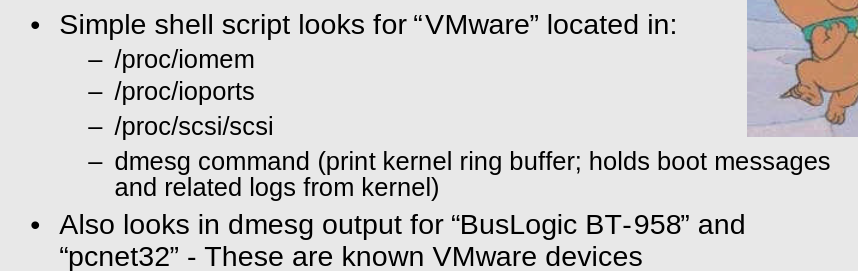 • Simple shell script looks for “VMware” located in:
– /proc/iomem
– /proc/ioports
– /proc/scsi/scsi
– dmesg command (print kernel ring buffer; holds boot messages
and related logs from kernel)
• Also looks in dmesg output for “BusLogic BT-958” and
“pcnet32” - These are known VMware devices